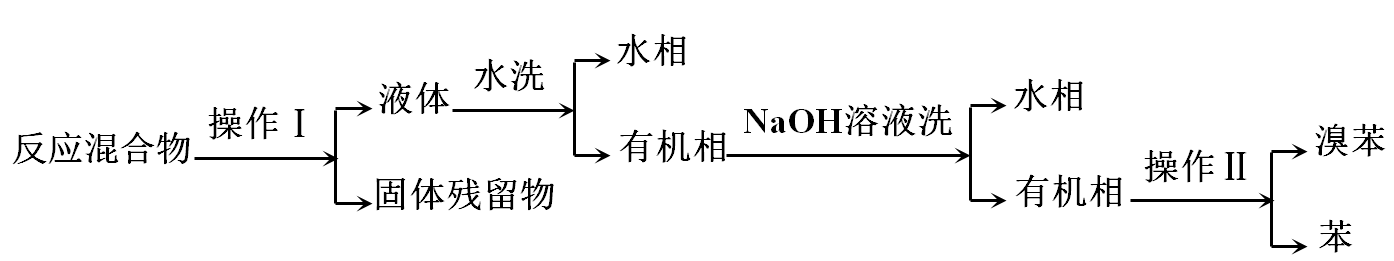 反应混合物
操作Ⅰ
液体
固体残留物
水洗
水相
有机相
NaOH溶液洗
水相
有机相
操作Ⅱ
溴苯
苯